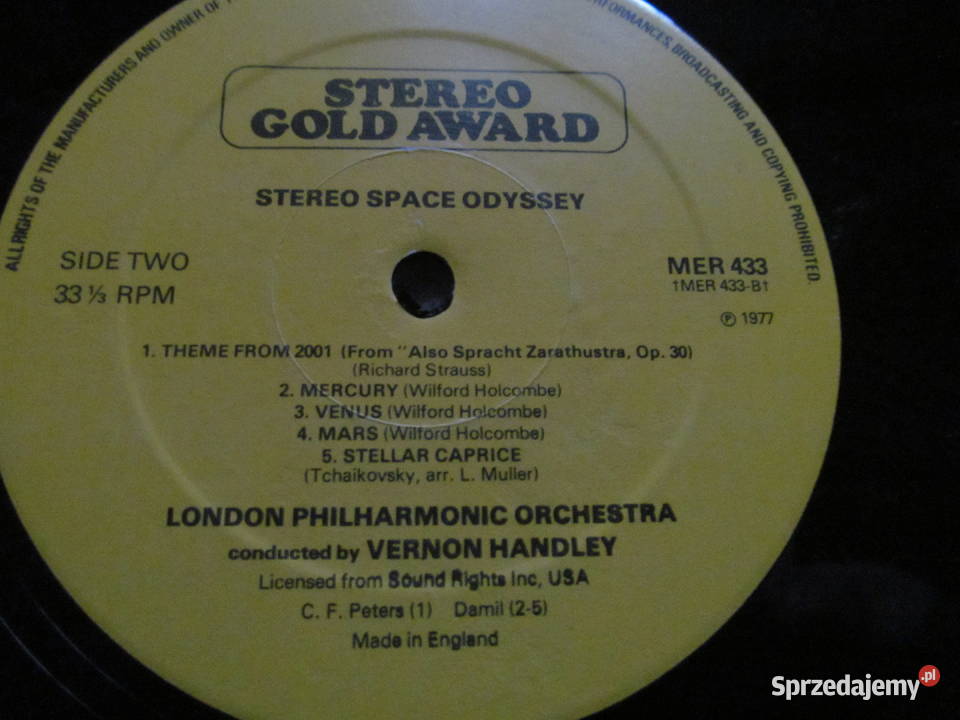 ALL RIGHTS OF THE MANUFACTURERS AND OWNER OF
PERFORMANCES, BROADCASTING AND COPYING PROHIBITED.
STEREO
GOLD AWARD
STEREO SPACE ODYSSEY
SIDE TWO
33 ⅓ RPM
MER 433
†MER 433-B†
℗ 1977
1. THEME FROM 2001 (From "Also Spracht Zarathustra, Op. 30)
(Richard Strauss)
2. MERCURY (Wilford Holcombe)
3. VENUS (Wilford Holcombe)
4. MARS (Wilford Holcombe)
5. STELLAR CAPRICE
(Tchaikovsky, arr. L. Muller)
LONDON PHILHARMONIC ORCHESTRA
conducted by VERNON HANDLEY
Licensed from Sound Rights Inc, USA
C. F. Peters (1) Damil (2-5)
Made in England
Sprzedajemy.pl